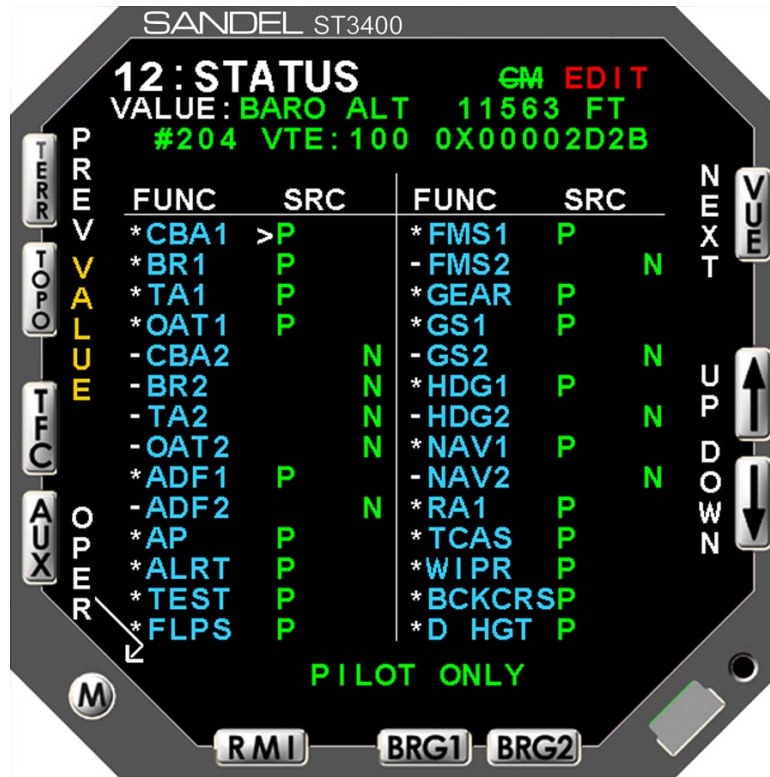 SANDEL ST3400
12:STATUS GM EDIT
VALUE:BARO ALT 11563 FT
#204 VTE:100 0X00002D2B
FUNC SRC FUNC SRC
*CBA1 >P *FMS1 P
*BR1 P -FMS2 N
*TA1 P *GEAR P
*OAT1 P *GS1 P
-CBA2 N -GS2 N
-BR2 N *HDG1 P
-TA2 N -HDG2 N
-OAT2 N *NAV1 P
*ADF1 P -NAV2 N
-ADF2 N *RA1 P
*AP P *TCAS P
*ALRT P *WIPR P
*TEST P *BCKCRSP
*FLPS P *D HGT P
PILOT ONLY
TERR
TOPO
TFC
AUX
PREV VALUE
OPER
NEXT
UP DOWN
VUE
M
RMI BRG1 BRG2